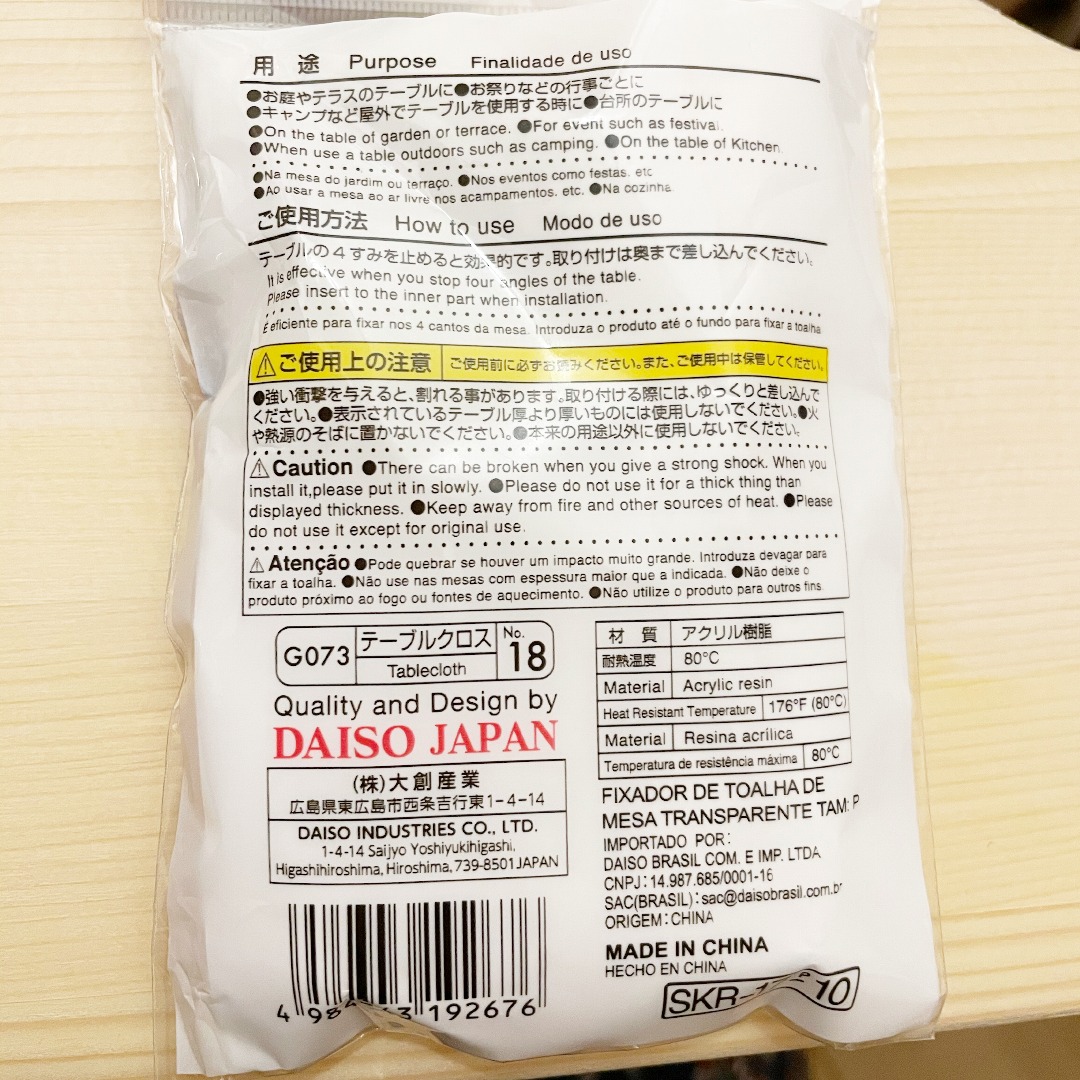 用 途 Purpose Finalidade de uso
●お庭やテラスのテーブルに●お祭りなどの行事ごとに
●キャンプなど屋外でテーブルを使用する時に●台所のテーブルに
●On the table of garden or terrace. ●For event such as festival.
●When use a table outdoors such as camping. ●On the table of Kitchen.
●Na mesa do jardim ou terraço. ●Nos eventos como festas. etc
●Ao usar a mesa ao ar livre nos acampamentos. etc. ●Na cozinha.
ご使用方法 How to use Modo de uso
テーブルの4すみを止めると効果的です。取り付けは奥まで差し込んでください。
It is effective when you stop four angles of the table.
Please insert to the inner part when installation.
É eficiente para fixar nos 4 cantos da mesa. Introduza o produto até o fundo para fixar a toalha
⚠ご使用上の注意 ご使用前に必ずお読みください。また、ご使用中は保管してください。
●強い衝撃を与えると、割れる事があります。取り付ける際には、ゆっくりと差し込んで
ください。●表示されているテーブル厚より厚いものには使用しないでください。●火
や熱源のそばに置かないでください。●本来の用途以外に使用しないでください。
⚠Caution ●There can be broken when you give a strong shock. When you
install it,please put it in slowly. ●Please do not use it for a thick thing than
displayed thickness. ●Keep away from fire and other sources of heat. ●Please
do not use it except for original use.
⚠Atenção ●Pode quebrar se houver um impacto muito grande. Introduza devagar para
fixar a toalha. ●Não use nas mesas com espessura maior que a indicada. ●Não deixe o
produto próximo ao fogo ou fontes de aquecimento. ●Não utilize o produto para outros fins.
G073 テーブルクロス Tablecloth No. 18
Quality and Design by
DAISO JAPAN
(株)大創産業
広島県東広島市西条吉行東1-4-14
DAISO INDUSTRIES CO., LTD.
1-4-14 Saijyo Yoshiyukihigashi,
Higashihiroshima, Hiroshima, 739-8501 JAPAN
4 98 3 192676
材 質 アクリル樹脂
耐熱温度 80℃
Material Acrylic resin
Heat Resistant Temperature 176°F (80°C)
Material Resina acrílica
Temperatura de resistência máxima 80℃
FIXADOR DE TOALHA DE
MESA TRANSPARENTE TAM: P
IMPORTADO POR:
DAISO BRASIL COM. E IMP. LTDA
CNPJ: 14.987.685/0001-16
SAC(BRASIL): sac@daisobrasil.com.br
ORIGEM: CHINA
MADE IN CHINA
HECHO EN CHINA
SKR- 10